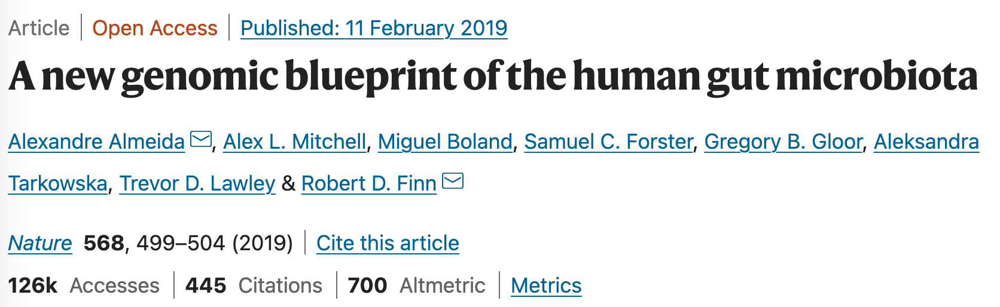 Article | Open Access | Published: 11 February 2019
A new genomic blueprint of the human gut microbiota
Alexandre Almeida, Alex L. Mitchell, Miguel Boland, Samuel C. Forster, Gregory B. Gloor, Aleksandra
Tarkowska, Trevor D. Lawley & Robert D. Finn
Nature 568, 499–504 (2019) | Cite this article
126k Accesses | 445 Citations | 700 Altmetric | Metrics